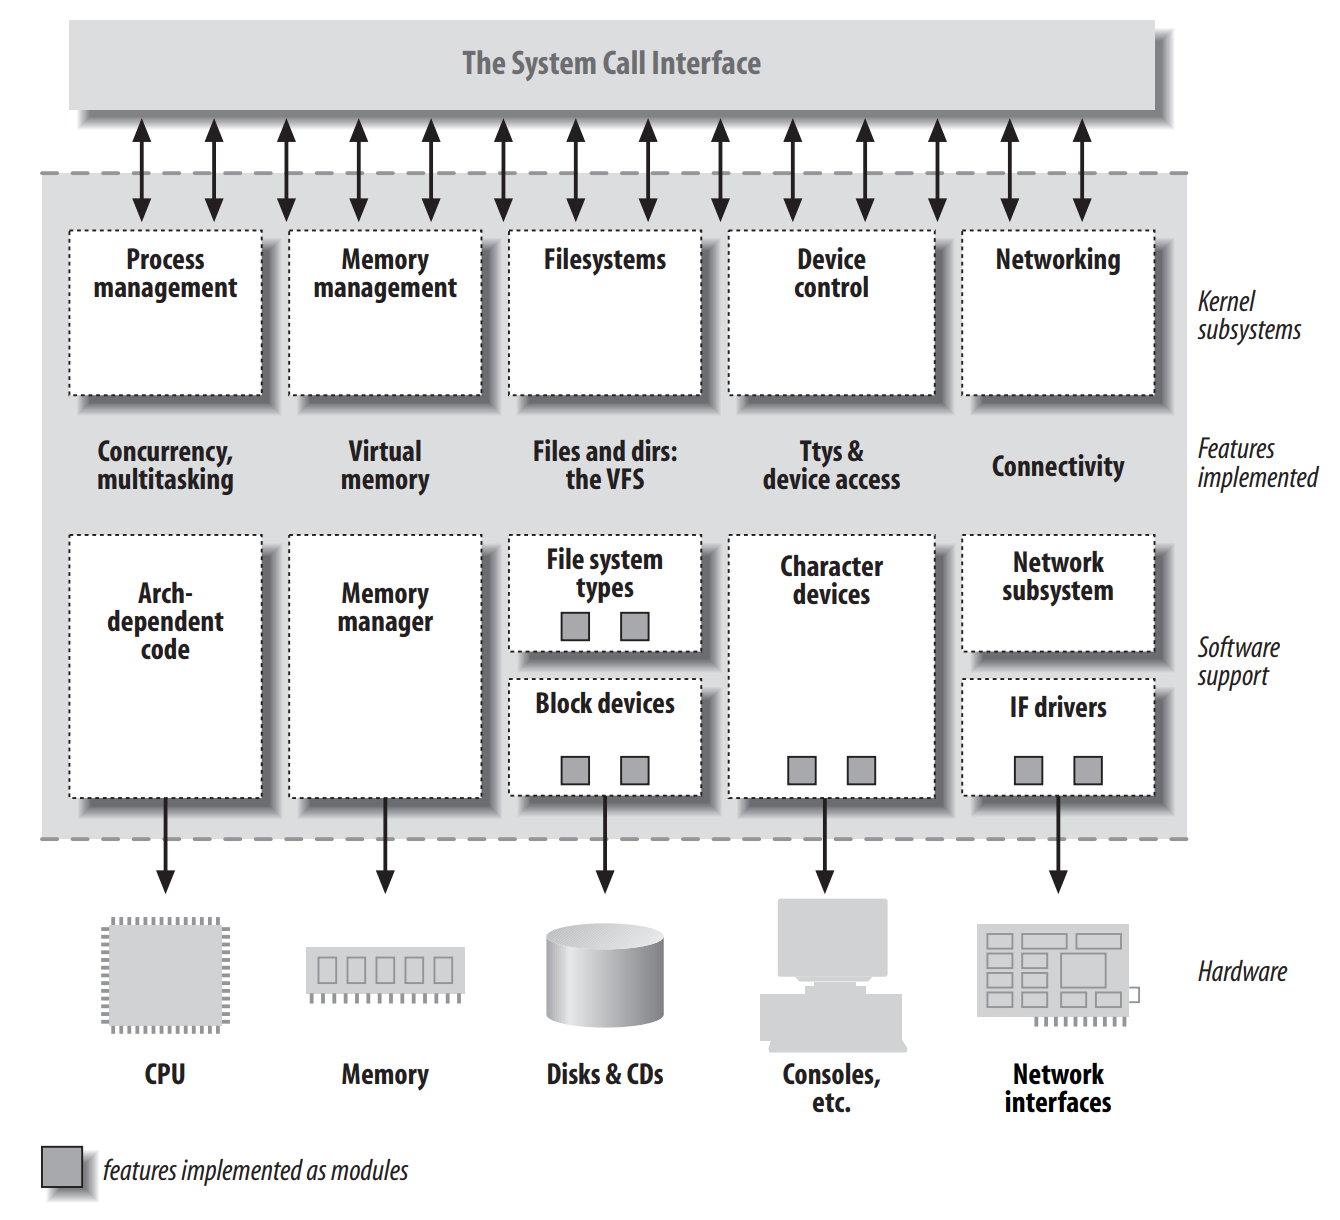 The System Call Interface
Process
management
Memory
management
Filesystems
Device
control
Networking
Kernel
subsystems
Concurrency,
multitasking
Virtual
memory
Files and dirs:
the VFS
Ttys &
device access
Connectivity
Features
implemented
Arch-
dependent
code
Memory
manager
File system
types
Block devices
Character
devices
Network
subsystem
IF drivers
Software
support
CPU
Memory
Disks & CDs
Consoles,
etc.
Network
interfaces
Hardware
features implemented as modules